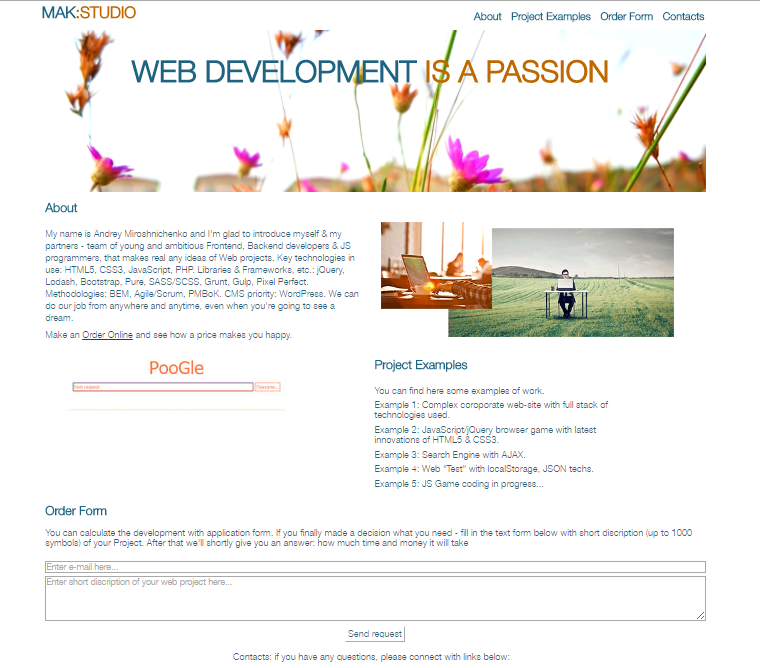 MAK:STUDIO
About Project Examples Order Form Contacts
WEB DEVELOPMENT IS A PASSION
About
My name is Andrey Miroshnichenko and I'm glad to introduce myself & my
partners - team of young and ambitious Frontend, Backend developers & JS
programmers, that makes real any ideas of Web projects. Key technologies in
use: HTML5, CSS3, JavaScript, PHP. Libraries & Frameworks, etc.: jQuery,
Lodash, Bootstrap, Pure, SASS/SCSS, Grunt, Gulp, Pixel Perfect.
Methodologies: BEM, Agile/Scrum, PMBoK. CMS priority: WordPress. We can
do our job from anywhere and anytime, even when you're going to see a
dream.
Make an Order Online and see how a price makes you happy.
PooGle
Project Examples
You can find here some examples of work.
Example 1: Complex coroporate web-site with full stack of
technologies used.
Example 2: JavaScript/jQuery browser game with latest
innovations of HTML5 & CSS3.
Example 3: Search Engine with AJAX.
Example 4: Web "Test" with localStorage, JSON techs.
Example 5: JS Game coding in progress...
Order Form
You can calculate the development with application form. If you finally made a decision what you need - fill in the text form below with short discription (up to 1000
symbols) of your Project. After that we'll shortly give you an answer: how much time and money it will take
Enter e-mail here...
Enter short discription of your web project here...
Send request
Contacts: if you have any questions, please connect with links below: